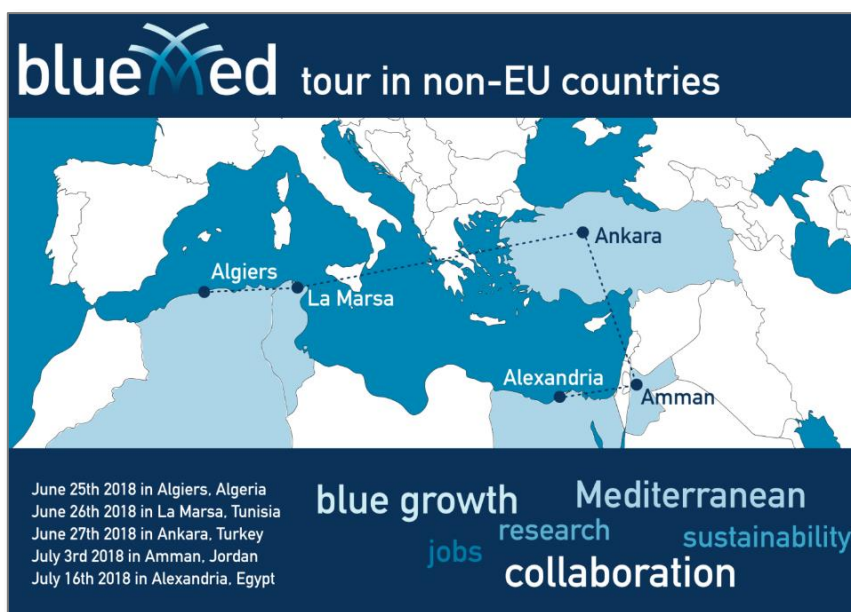 bluemed tour in non-EU countries
Ankara
Algiers
La Marsa
Alexandria
Amman
June 25th 2018 in Algiers, Algeria
June 26th 2018 in La Marsa, Tunisia
June 27th 2018 in Ankara, Turkey
July 3rd 2018 in Amman, Jordan
July 16th 2018 in Alexandria, Egypt
blue growth
Mediterranean
research
sustainability
jobs
collaboration